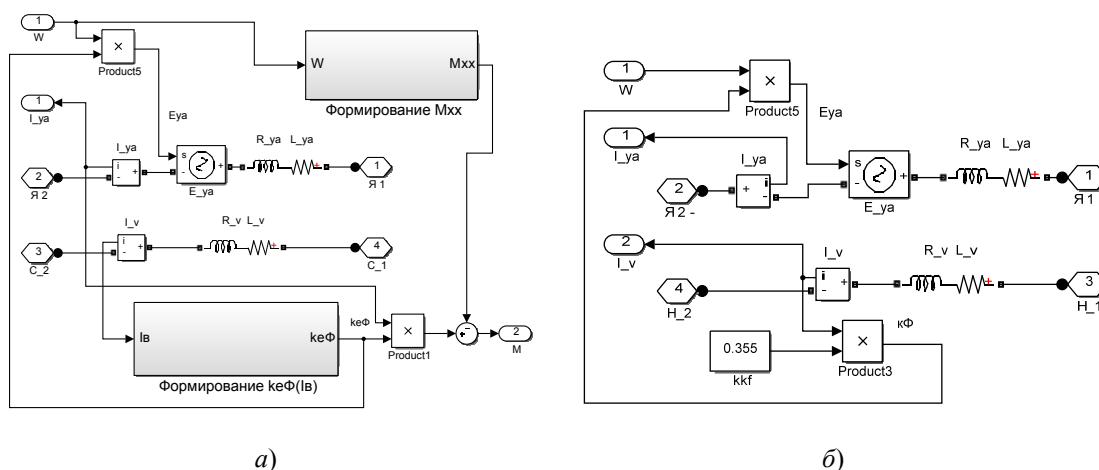 1
W
×
Product5
W
Mxx
Формирование Mxx
1
I_ya
Eya
I_ya
i
-
+
s
-
+
E_ya
R_ya L_ya
+
2
Я 2
1
Я 1
I_v
i
-
+
R_v L_v
+
3
C_2
4
C_1
keФ
×
Product1
+
-
2
M
Iв
keФ
Формирование keФ(Iв)
а)
1
W
×
Product5
Eya
1
I_ya
I_ya
+
i
-
2
Я 2 -
s
-
+
E_ya
R_ya L_ya
+
1
Я 1
2
I_v
I_v
i
-
+
R_v L_v
+
4
Н_2
3
Н_1
0.355
kkf
кФ
×
Product3
б)